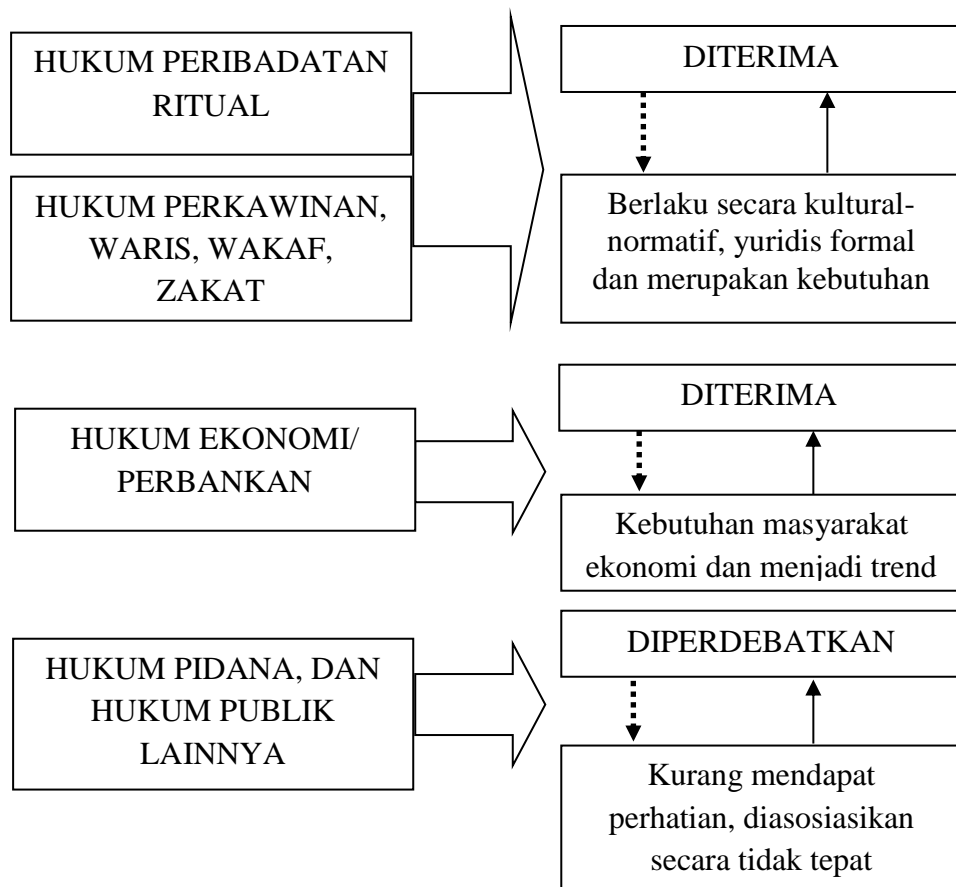 HUKUM PERIBADATAN
RITUAL
HUKUM PERKAWINAN,
WARIS, WAKAF,
ZAKAT
DITERIMA
Berlaku secara kultural-
normatif, yuridis formal
dan merupakan kebutuhan
HUKUM EKONOMI/
PERBANKAN
DITERIMA
Kebutuhan masyarakat
ekonomi dan menjadi trend
HUKUM PIDANA, DAN
HUKUM PUBLIK
LAINNYA
DIPERDEBATKAN
Kurang mendapat
perhatian, diasosiasikan
secara tidak tepat